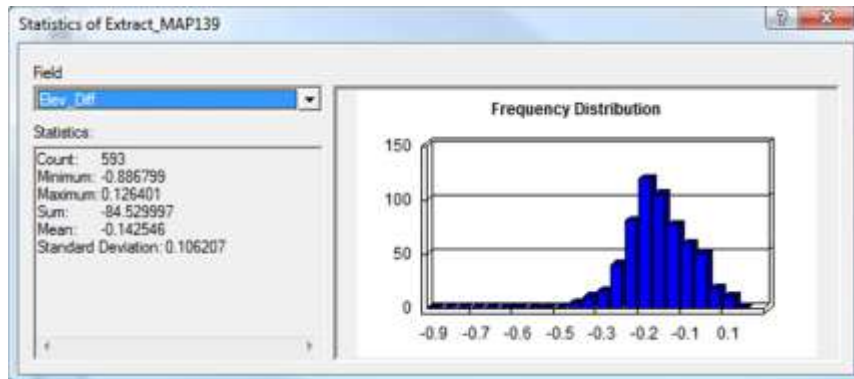 Statistics of Extract_MAP139
Field
Elev_Diff
Statistics:
Count: 593
Minimum: -0.886799
Maximum: 0.126401
Sum: -84.529997
Mean: -0.142546
Standard Deviation: 0.106207
Frequency Distribution
150
100
50
0
-0.9 -0.7 -0.6 -0.5 -0.3 -0.2 -0.1 0.1